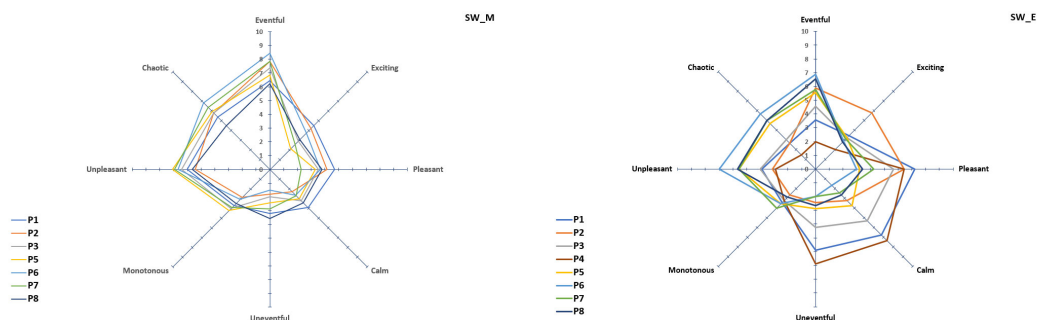 SW_M
Eventful
10
9
8
7
6
5
4
3
2
1
0
Chaotic
Exciting
Unpleasant
Pleasant
Monotonous
Calm
Uneventful
P1
P2
P3
P5
P6
P7
P8
SW_E
Eventful
10
9
8
7
6
5
4
3
2
1
0
Chaotic
Exciting
Unpleasant
Pleasant
Monotonous
Calm
Uneventful
P1
P2
P3
P4
P5
P6
P7
P8